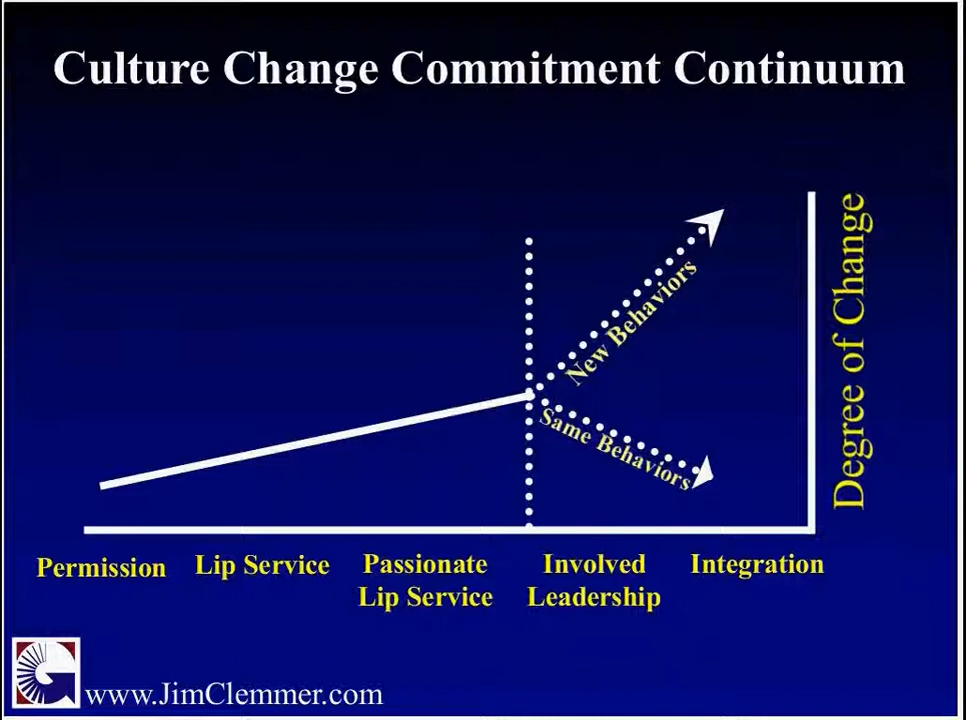 Culture Change Commitment Continuum
Degree of Change
New Behaviors
Same Behaviors
Permission
Lip Service
Passionate
Lip Service
Involved
Leadership
Integration
www.JimClemmer.com